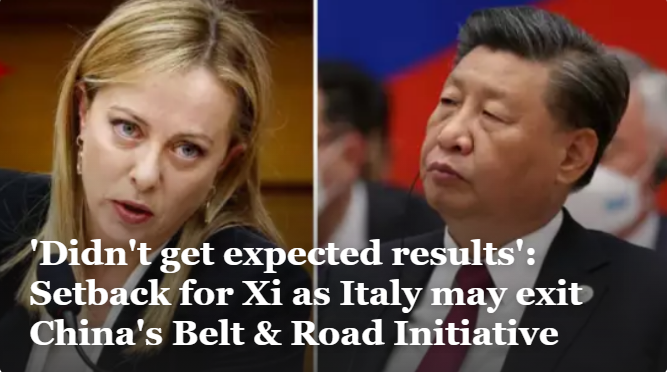 'Didn't get expected results':
Setback for Xi as Italy may exit
China's Belt & Road Initiative